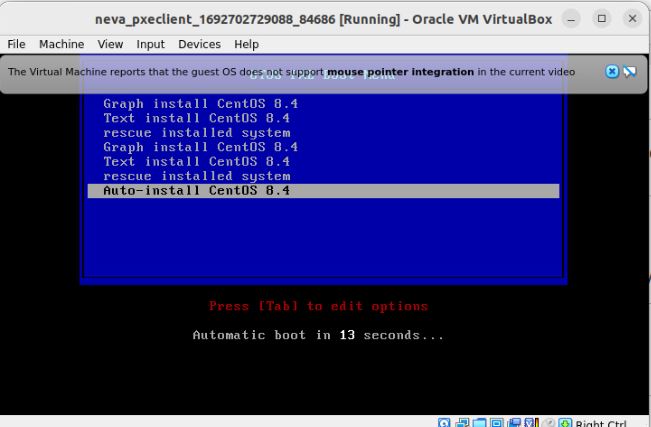 neva_pxeclient_1692702729088_84686 [Running] - Oracle VM VirtualBox
File Machine View Input Devices Help
The Virtual Machine reports that the guest OS does not support mouse pointer integration in the current video
Graph install CentOS 8.4
Text install CentOS 8.4
rescue installed system
Graph install CentOS 8.4
Text install CentOS 8.4
rescue installed system
Auto-install CentOS 8.4
Press [Tab] to edit options
Automatic boot in 13 seconds...
Right Ctrl